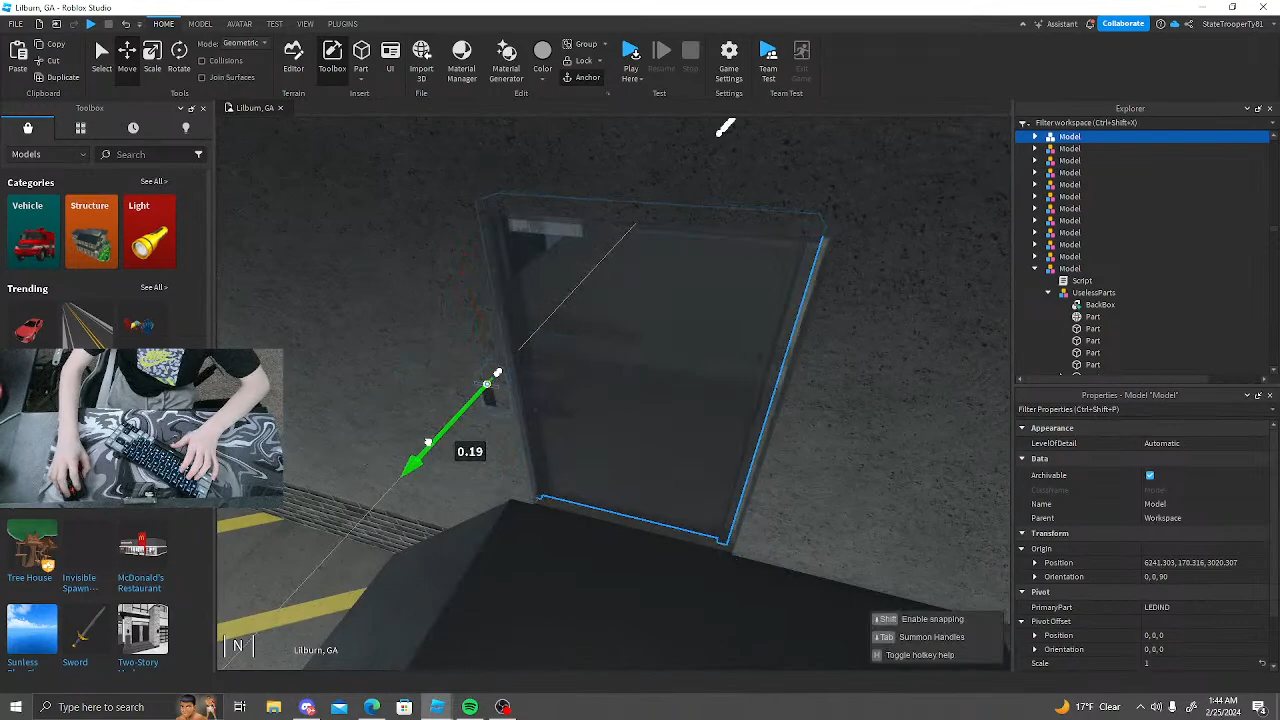 Lilburn, GA - Roblox Studio
FILE HOME MODEL AVATAR TEST VIEW PLUGINS Assistant Collaborate StateTrooperTy81
Paste Copy Cut Duplicate Clipboard
Select Move Scale Rotate Mode: Geometric Collisions Join Surfaces Tools
Editor Terrain
Toolbox Part UI Insert
Import 3D File
Material Manager Material Generator Color Group Lock Anchor Edit
Play Here Resume Stop Test
Game Settings Settings
Team Test Exit Game Team Test
Toolbox
Lilburn, GA
Models Search
Categories See All>
Vehicle Structure Light
Trending See All>
Tree House Invisible Spawn··· McDonald's Restaurant
Sunless Sword Two-Story
0.19
N
Lilburn, GA
Shift Enable snapping
Tab Summon Handles
H Toggle hotkey help
Explorer
Filter workspace (Ctrl+Shift+X)
Model
Model
Model
Model
Model
Model
Model
Model
Model
Model
Model
Model
Script
UselessParts
BackBox
Part
Part
Part
Part
Part
Properties - Model "Model"
Filter Properties (Ctrl+Shift+P)
Appearance
LevelOfDetail Automatic
Data
Archivable
ClassName Model
Name Model
Parent Workspace
Transform
Origin
Position 6241.303, 170.316, 3020.307
Orientation 0, 0, 90
Pivot
PrimaryPart LEDIND
PivotOffset
Position 0, 0, 0
Orientation 0, 0, 0
Scale 1
Type here to search
17°F Clear
1:44 AM
2/25/2024